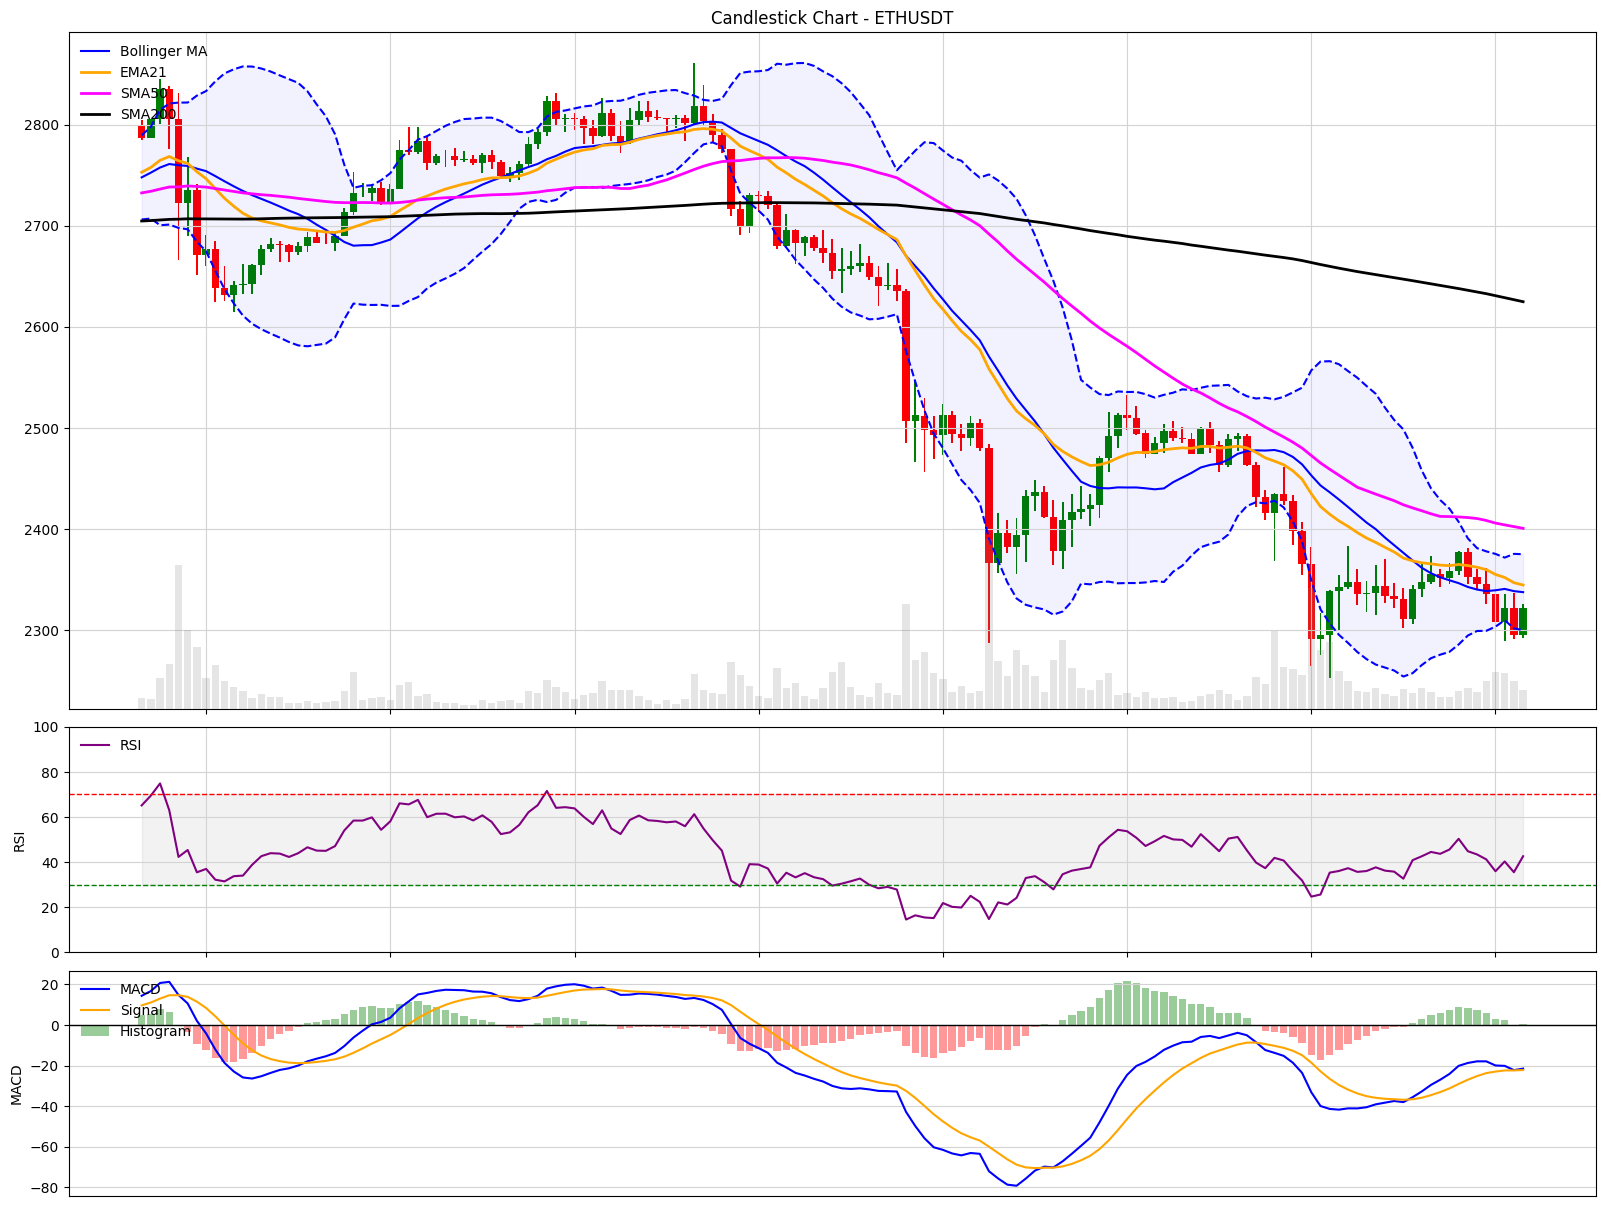 Candlestick Chart - ETHUSDT
Bollinger MA
EMA21
SMA50
SMA200
2800
2700
2600
2500
2400
2300
100
80
60
40
20
0
RSI
RSI
20
0
−20
−40
−60
−80
MACD
MACD
Signal
Histogram